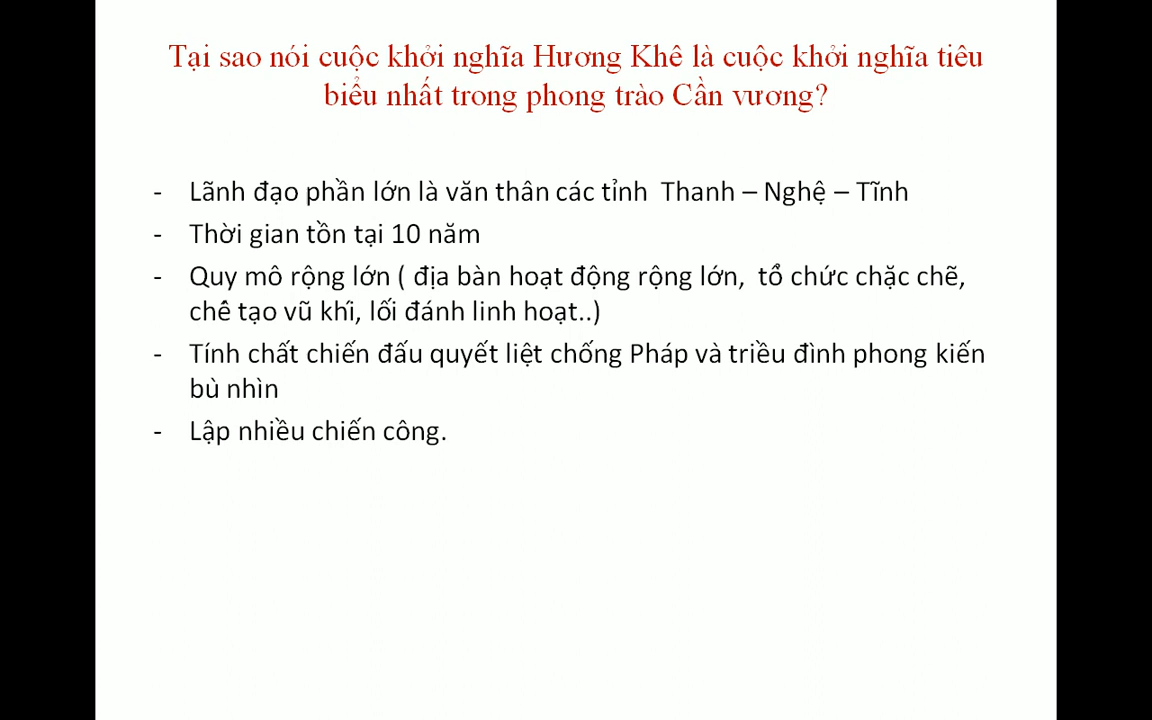 Tại sao nói cuộc khởi nghĩa Hương Khê là cuộc khởi nghĩa tiêu
biểu nhất trong phong trào Cần vương?
- Lãnh đạo phần lớn là văn thân các tỉnh Thanh – Nghệ – Tĩnh
- Thời gian tồn tại 10 năm
- Quy mô rộng lớn ( địa bàn hoạt động rộng lớn, tổ chức chặc chẽ,
chế tạo vũ khí, lối đánh linh hoạt..)
- Tính chất chiến đấu quyết liệt chống Pháp và triều đình phong kiến
bù nhìn
- Lập nhiều chiến công.